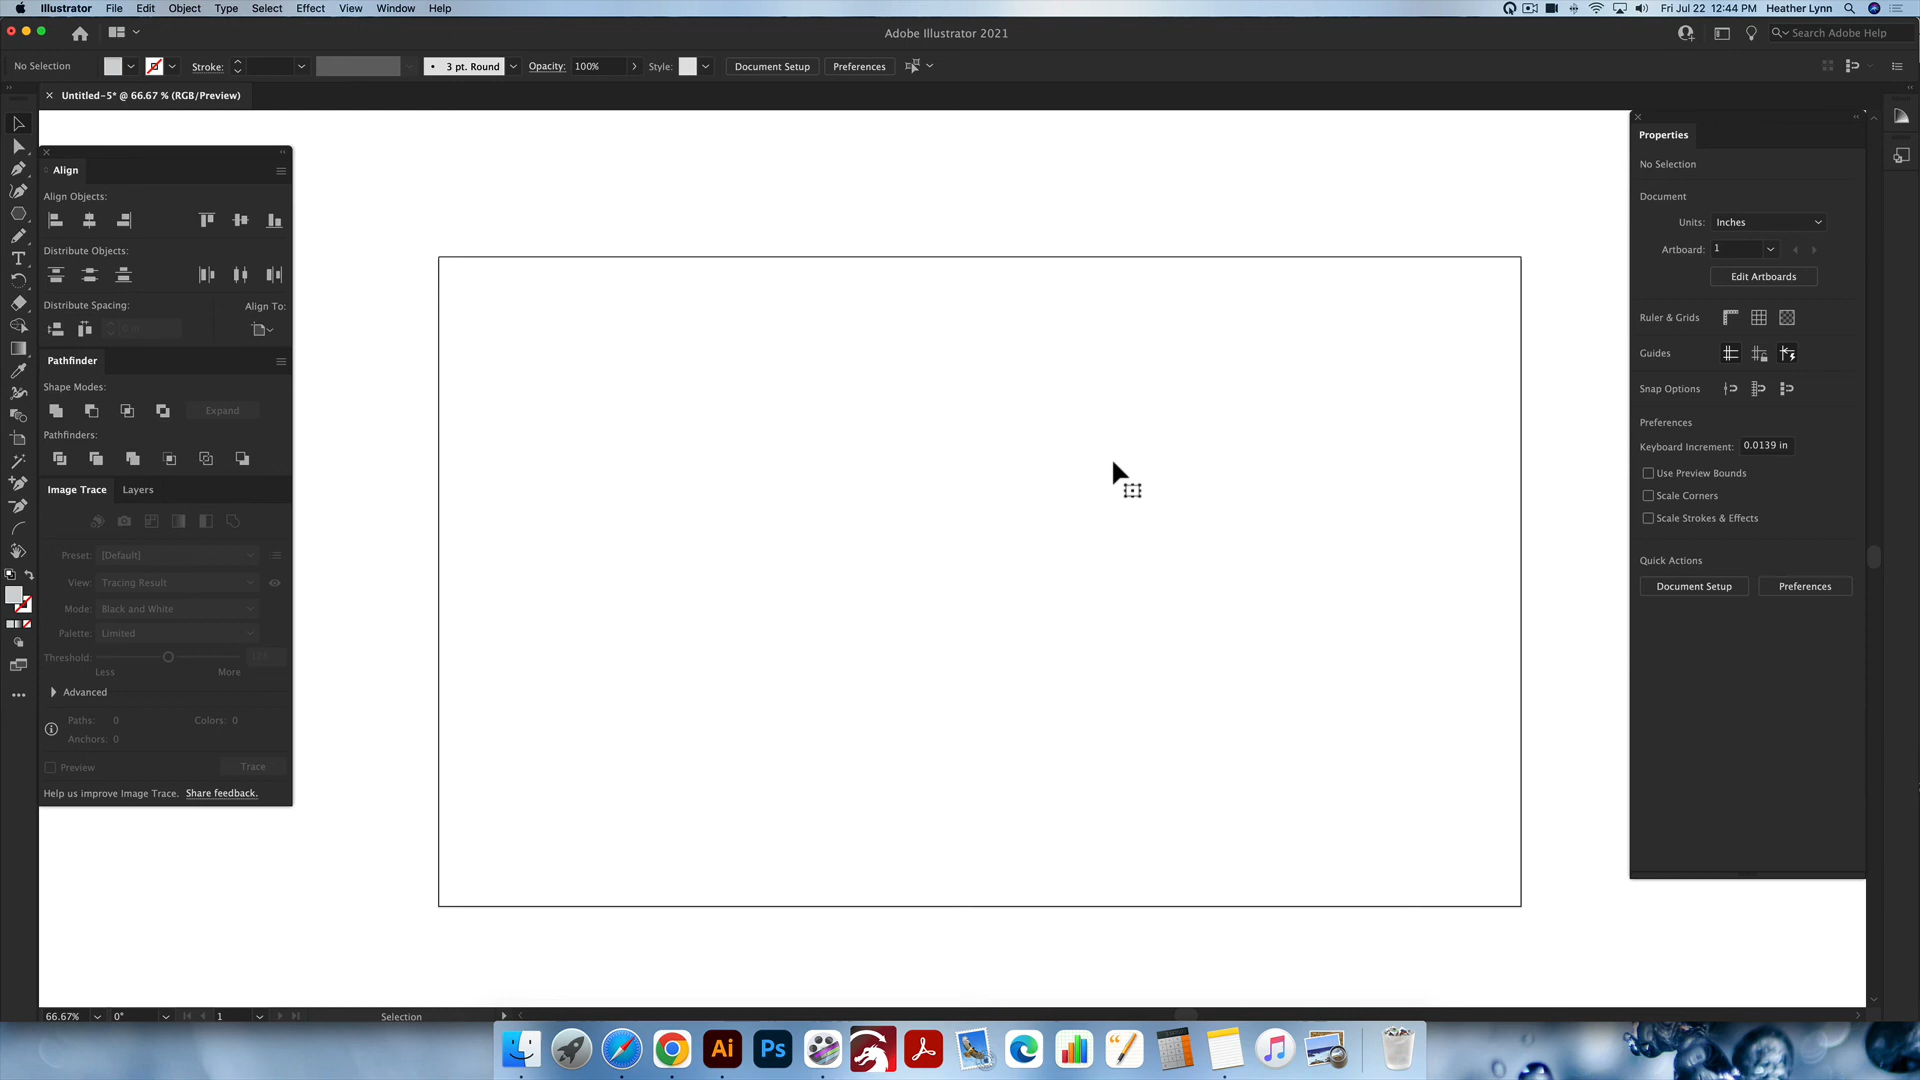 Illustrator File Edit Object Type Select Effect View Window Help
Fri Jul 22 12:44 PM Heather Lynn
Adobe Illustrator 2021
Search Adobe Help
No Selection
Stroke:
3 pt. Round
Opacity: 100%
Style:
Document Setup
Preferences
Untitled-5* @ 66.67 % (RGB/Preview)
Align
Align Objects:
Distribute Objects:
Distribute Spacing:
Align To:
0 in
Pathfinder
Shape Modes:
Expand
Pathfinders:
Image Trace Layers
Preset: [Default]
View: Tracing Result
Mode: Black and White
Palette: Limited
Threshold:
Less More
Advanced
Paths: 0 Colors: 0
Anchors: 0
Preview
Trace
Help us improve Image Trace. Share feedback.
Properties
No Selection
Document
Units: Inches
Artboard: 1
Edit Artboards
Ruler & Grids
Guides
Snap Options
Preferences
Keyboard Increment: 0.0139 in
Use Preview Bounds
Scale Corners
Scale Strokes & Effects
Quick Actions
Document Setup
Preferences
66.67% 0° 1 Selection
Ai Ps